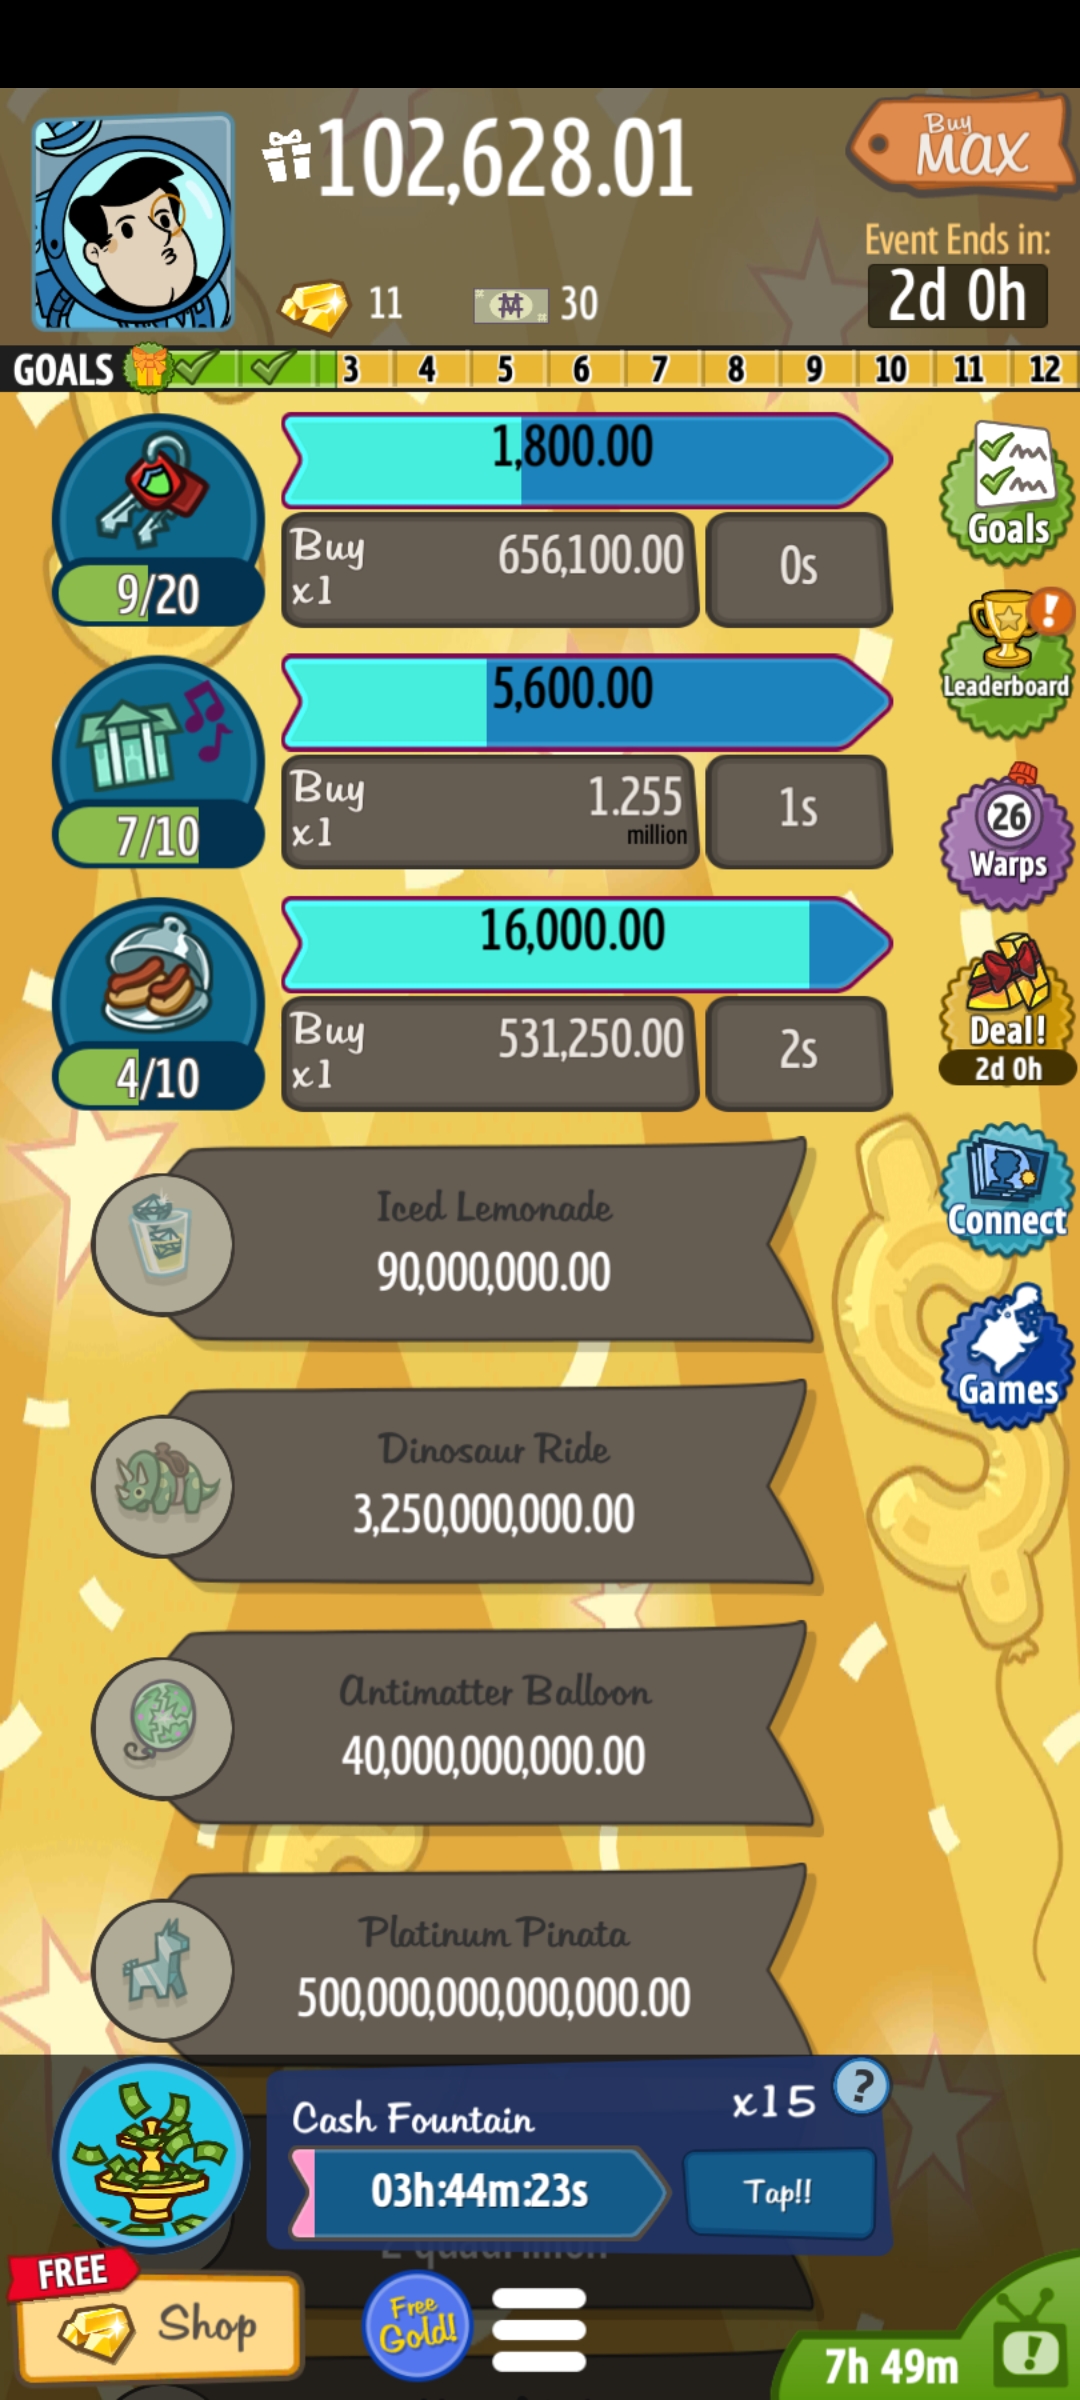 102,628.01
Buy
MAX
Event Ends in:
2d 0h
11
30
GOALS 3 4 5 6 7 8 9 10 11 12
1,800.00
Buy
x1
656,100.00
0s
9/20
Goals
5,600.00
Leaderboard
Buy
x1
1.255
million
1s
7/10
26
Warps
16,000.00
Buy
x1
531,250.00
2s
4/10
Deal!
2d 0h
Iced Lemonade
90,000,000.00
Connect
Dinosaur Ride
3,250,000,000.00
Games
Antimatter Balloon
40,000,000,000.00
Platinum Pinata
500,000,000,000,000.00
Cash Fountain
x15
?
03h:44m:23s
Tap!!
FREE
Shop
Free
Gold!
7h 49m